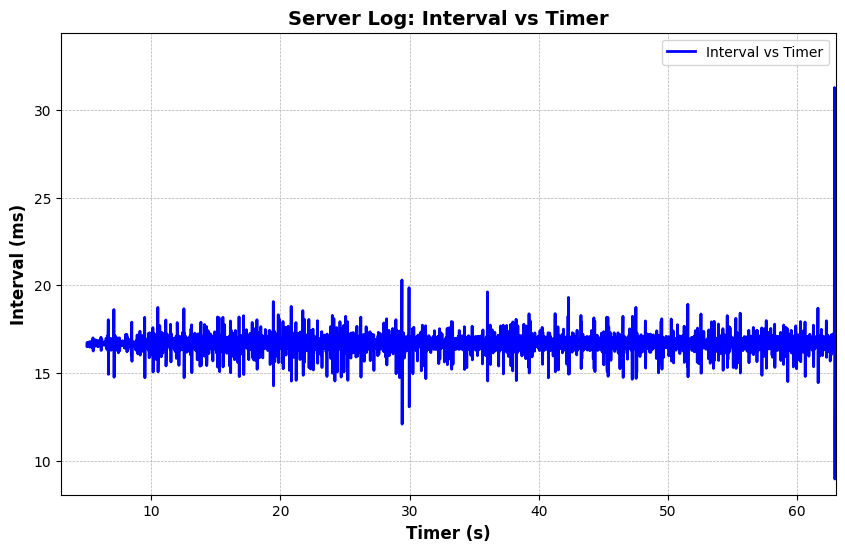 Server Log: Interval vs Timer
Interval vs Timer
30
25
20
15
10
Interval (ms)
10 20 30 40 50 60
Timer (s)